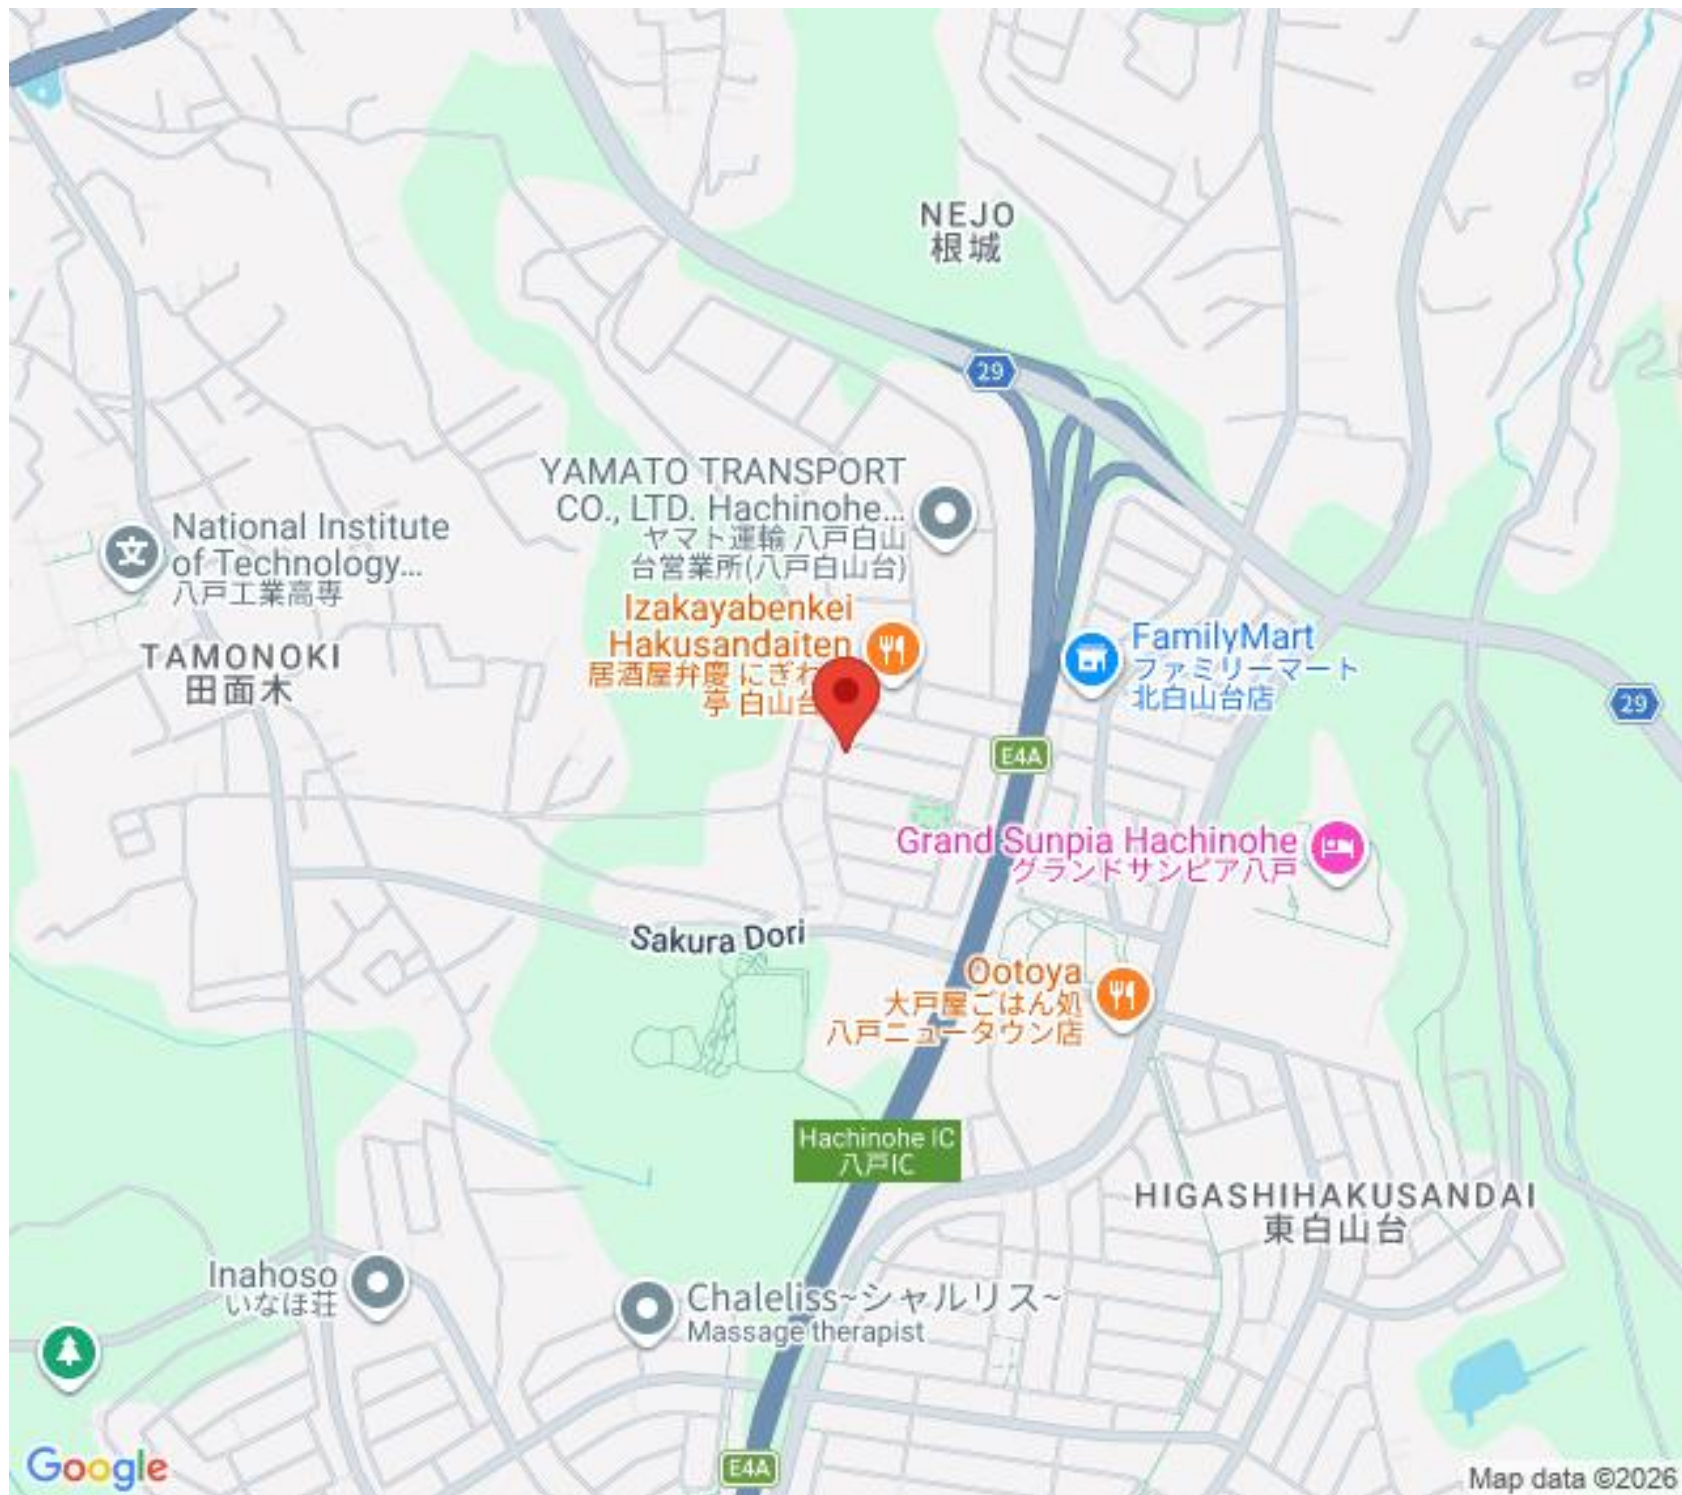 NEJO
根城
29
YAMATO TRANSPORT
CO., LTD. Hachinohe...
ヤマト運輸 八戸白山
台営業所(八戸白山台)
National Institute
of Technology...
八戸工業高専
文
Izakayabenkei
Hakusandaiten
居酒屋弁慶 にぎわ
亭 白山台
FamilyMart
ファミリーマート
北白山台店
TAMONOKI
田面木
29
E4A
Grand Sunpia Hachinohe
グランドサンピア八戸
Sakura Dori
Ootoya
大戸屋ごはん処
八戸ニュータウン店
Hachinohe IC
八戸IC
HIGASHIHAKUSANDAI
東白山台
Inahoso
いなほ荘
Chaleliss~シャルリス~
Massage therapist
E4A
Google
Map data ©2026